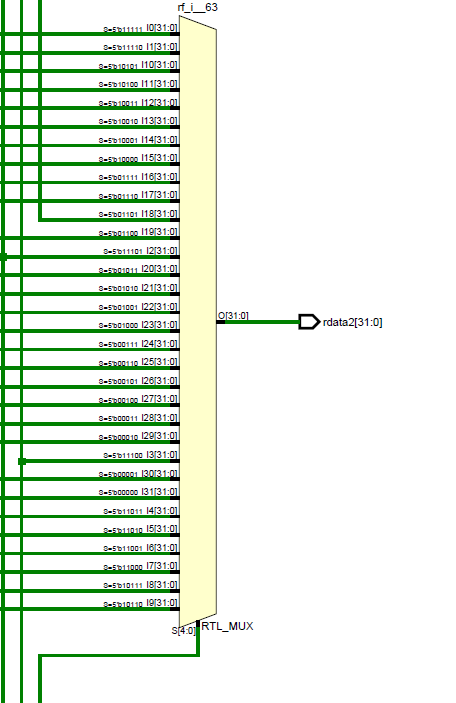 rf_i__63
S=5'b11111 I0[31:0]
S=5'b11110 I1[31:0]
S=5'b10101 I10[31:0]
S=5'b10100 I11[31:0]
S=5'b10011 I12[31:0]
S=5'b10010 I13[31:0]
S=5'b10001 I14[31:0]
S=5'b10000 I15[31:0]
S=5'b01111 I16[31:0]
S=5'b01110 I17[31:0]
S=5'b01101 I18[31:0]
S=5'b01100 I19[31:0]
S=5'b11101 I2[31:0]
S=5'b01011 I20[31:0]
S=5'b01010 I21[31:0]
S=5'b01001 I22[31:0]
S=5'b01000 I23[31:0]
O[31:0]
rdata2[31:0]
S=5'b00111 I24[31:0]
S=5'b00110 I25[31:0]
S=5'b00101 I26[31:0]
S=5'b00100 I27[31:0]
S=5'b00011 I28[31:0]
S=5'b00010 I29[31:0]
S=5'b11100 I3[31:0]
S=5'b00001 I30[31:0]
S=5'b00000 I31[31:0]
S=5'b11011 I4[31:0]
S=5'b11010 I5[31:0]
S=5'b11001 I6[31:0]
S=5'b11000 I7[31:0]
S=5'b10111 I8[31:0]
S=5'b10110 I9[31:0]
S[4:0]
RTL_MUX